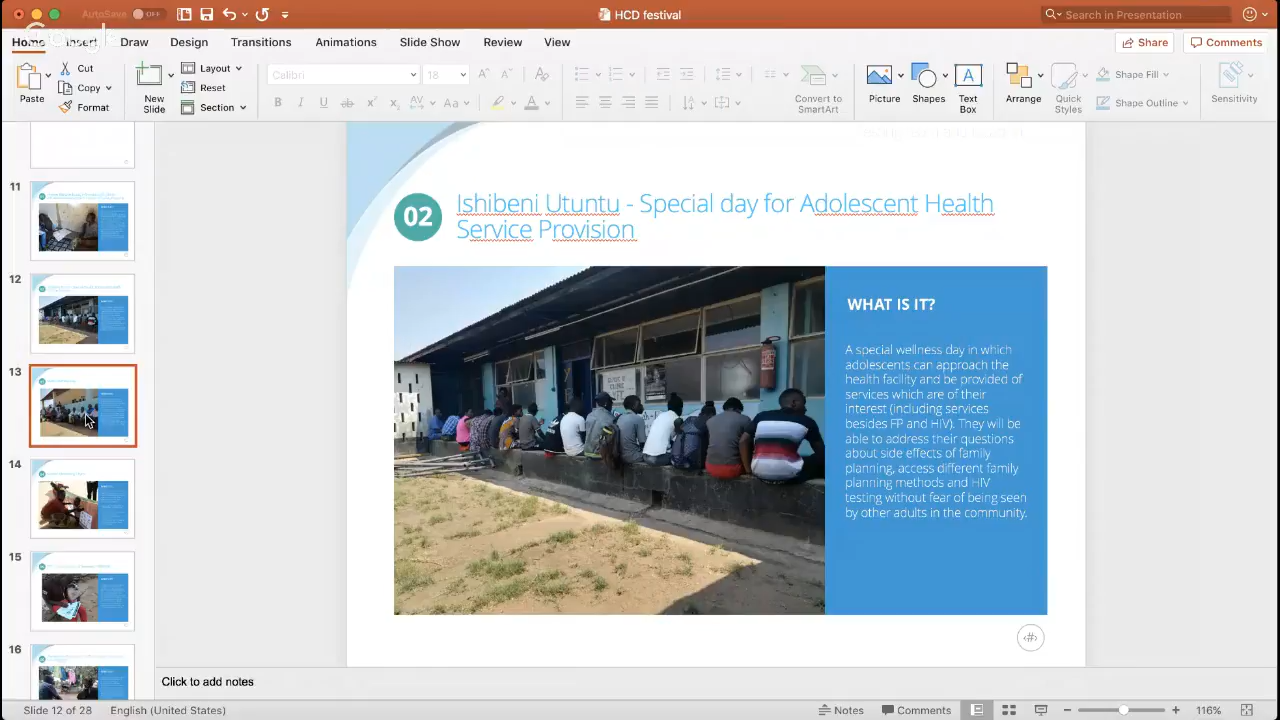 AutoSave OFF
HCD festival
Search in Presentation
Google
Home Insert Draw Design Transitions Animations Slide Show Review View
Share Comments
Paste
Cut
Copy
Format
New
Slide
Layout
Reset
Section
Calibri
18
Convert to
SmartArt
Picture
Shapes
Text
Box
Arrange
Quick
Styles
Shape Fill
Shape Outline
Sensitivity
11
12
13
14
15
16
02
Ishibeni Utuntu - Special day for Adolescent Health
Service Provision
WHAT IS IT?
A special wellness day in which
adolescents can approach the
health facility and be provided of
services which are of their
interest (including services
besides FP and HIV). They will be
able to address their questions
about side effects of family
planning, access different family
planning methods and HIV
testing without fear of being seen
by other adults in the community.
‹#›
Click to add notes
Slide 12 of 28
English (United States)
Notes
Comments
116%